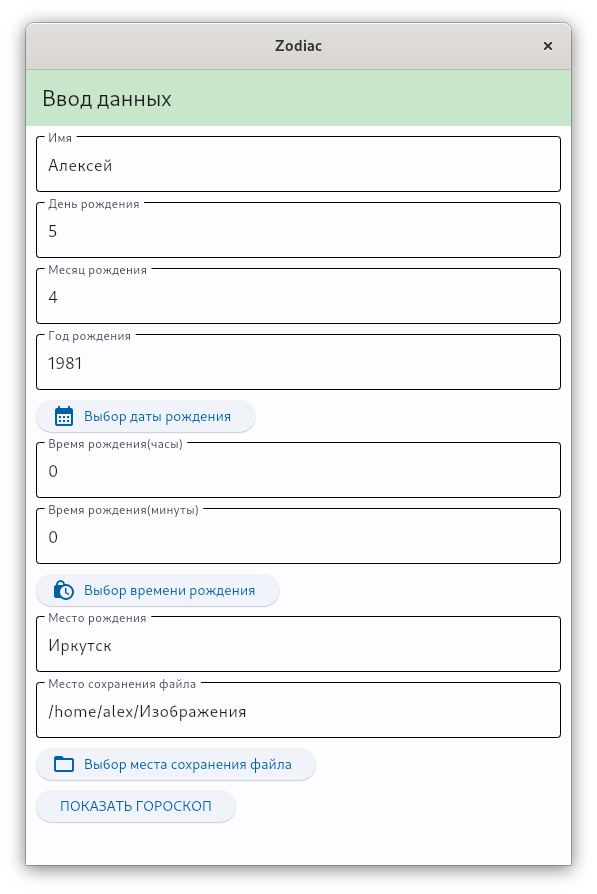 Zodiac
Ввод данных
Имя
Алексей
День рождения
5
Месяц рождения
4
Год рождения
1981
Выбор даты рождения
Время рождения(часы)
0
Время рождения(минуты)
0
Выбор времени рождения
Место рождения
Иркутск
Место сохранения файла
/home/alex/Изображения
Выбор места сохранения файла
ПОКАЗАТЬ ГОРОСКОП